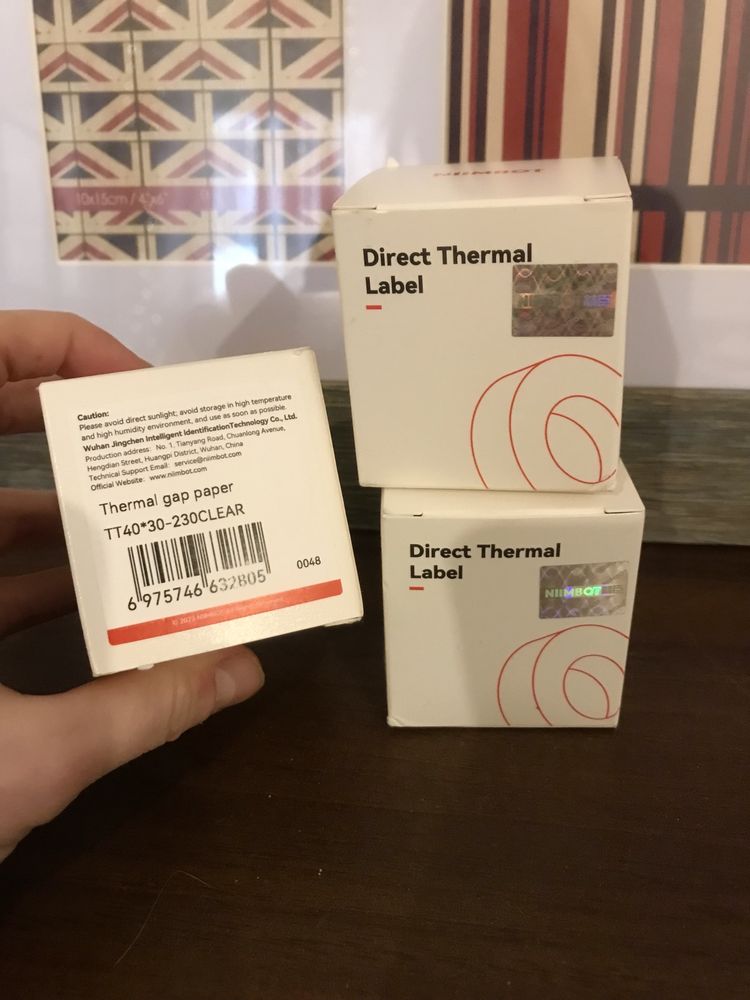 10x15cm / 4"x6"
NIIMBOT
Direct Thermal
Label
Caution:
Please avoid direct sunlight; avoid storage in high temperature
and high humidity environment, and use as soon as possible.
Wuhan Jingchen Intelligent identificationTechnology Co., Ltd.
Production address: No. 1, Tianyang Road, Chuanlong Avenue,
Hengdian Street, Huangpi District, Wuhan, China
Technical Support Email: service@niimbot.com
Official Website: www.niimbot.com
Thermal gap paper
TT40*30-230CLEAR
0048
6 975746 632805
Direct Thermal
Label
NIIMBOT